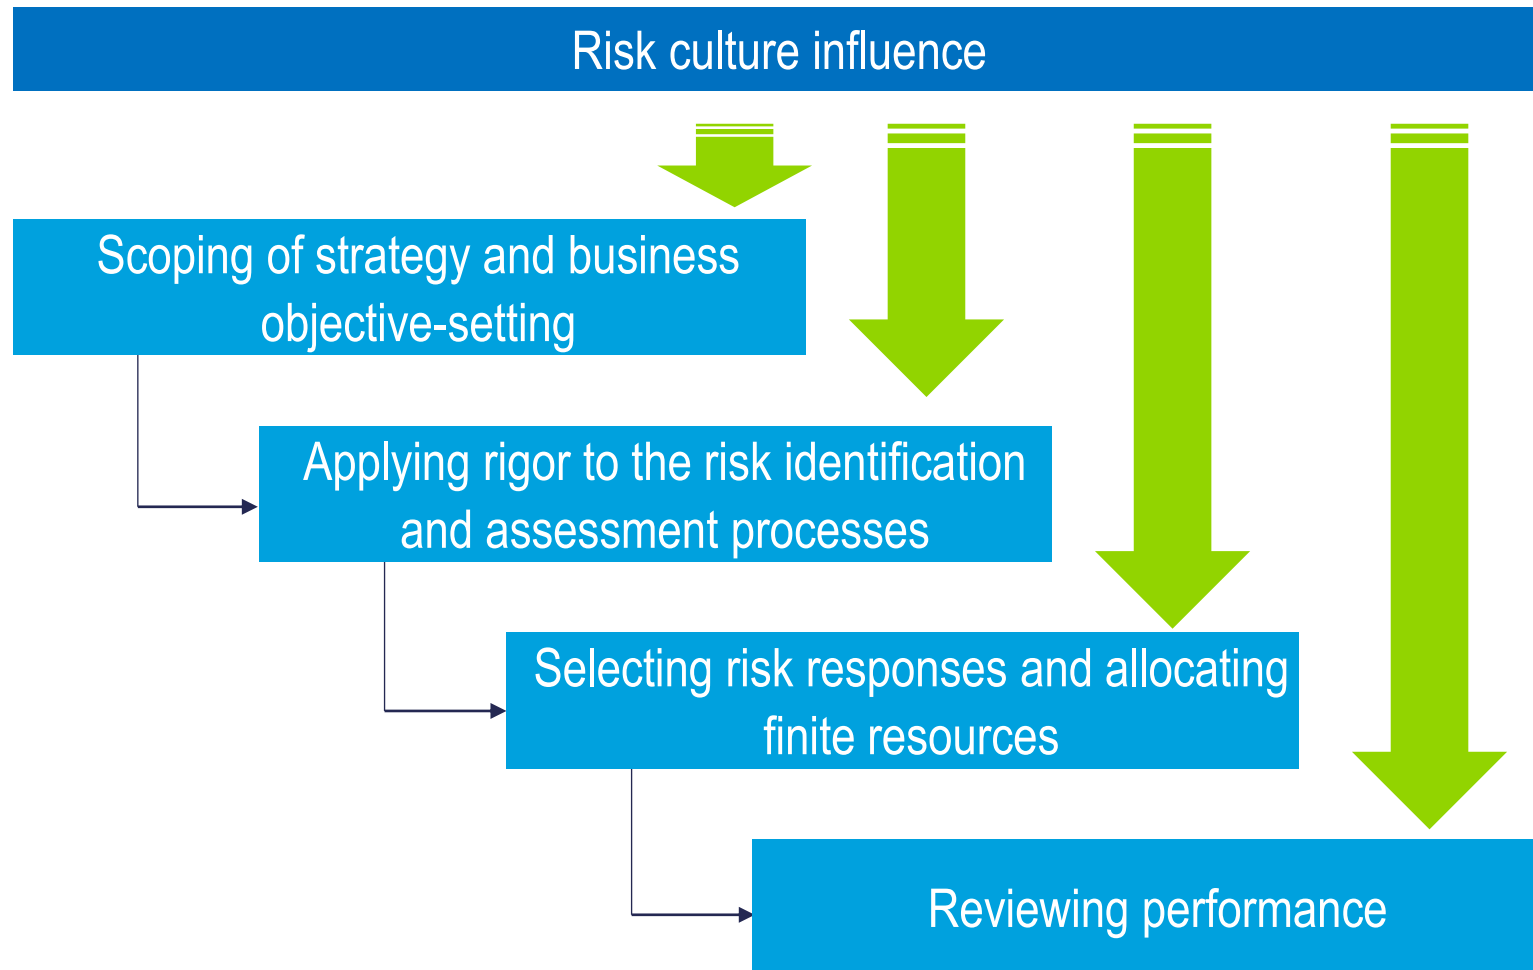 Risk culture influence
Scoping of strategy and business
objective-setting
Applying rigor to the risk identification
and assessment processes
Selecting risk responses and allocating
finite resources
Reviewing performance